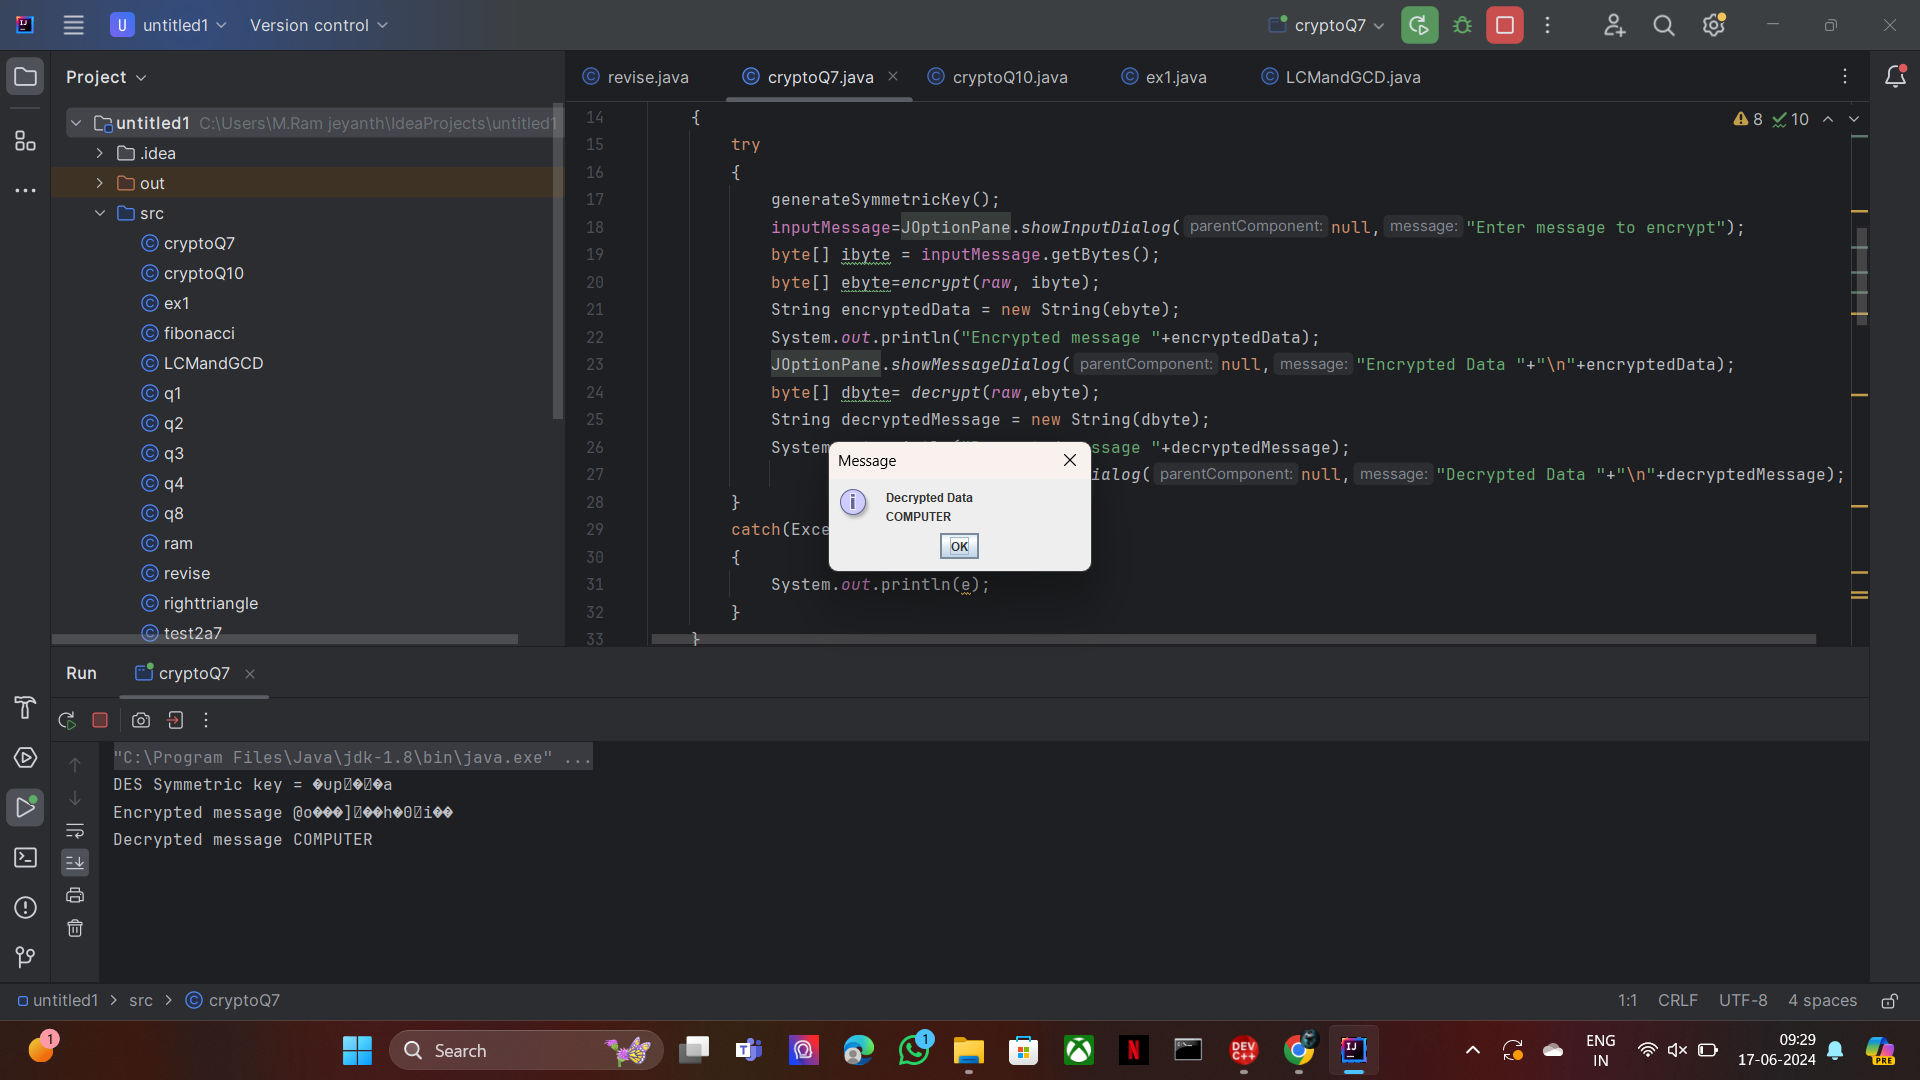 U untitled1 Version control cryptoQ7
Project
revise.java cryptoQ7.java cryptoQ10.java ex1.java LCMandGCD.java
untitled1 C:\Users\M.Ram jeyanth\IdeaProjects\untitled1
.idea
out
src
cryptoQ7
cryptoQ10
ex1
fibonacci
LCMandGCD
q1
q2
q3
q4
q8
ram
revise
righttriangle
test2a7
8 10
14 {
15 try
16 {
17 generateSymmetricKey();
18 inputMessage=JOptionPane.showInputDialog( parentComponent: null, message: "Enter message to encrypt");
19 byte[] ibyte = inputMessage.getBytes();
20 byte[] ebyte=encrypt(raw, ibyte);
21 String encryptedData = new String(ebyte);
22 System.out.println("Encrypted message "+encryptedData);
23 JOptionPane.showMessageDialog( parentComponent: null, message: "Encrypted Data "+"\n"+encryptedData);
24 byte[] dbyte= decrypt(raw,ebyte);
25 String decryptedMessage = new String(dbyte);
26 System ssage "+decryptedMessage);
27 ialog( parentComponent: null, message: "Decrypted Data "+"\n"+decryptedMessage);
28 }
29 catch(Exce
30 {
31 System.out.println(e);
32 }
33 }
Message
Decrypted Data
COMPUTER
OK
Run cryptoQ7
"C:\Program Files\Java\jdk-1.8\bin\java.exe" ...
DES Symmetric key = �up�a
Encrypted message @o���]��h�0i��
Decrypted message COMPUTER
untitled1 > src > cryptoQ7 1:1 CRLF UTF-8 4 spaces
1 Search 1 DEV C++ ENG 09:29
IN 17-06-2024 PRE